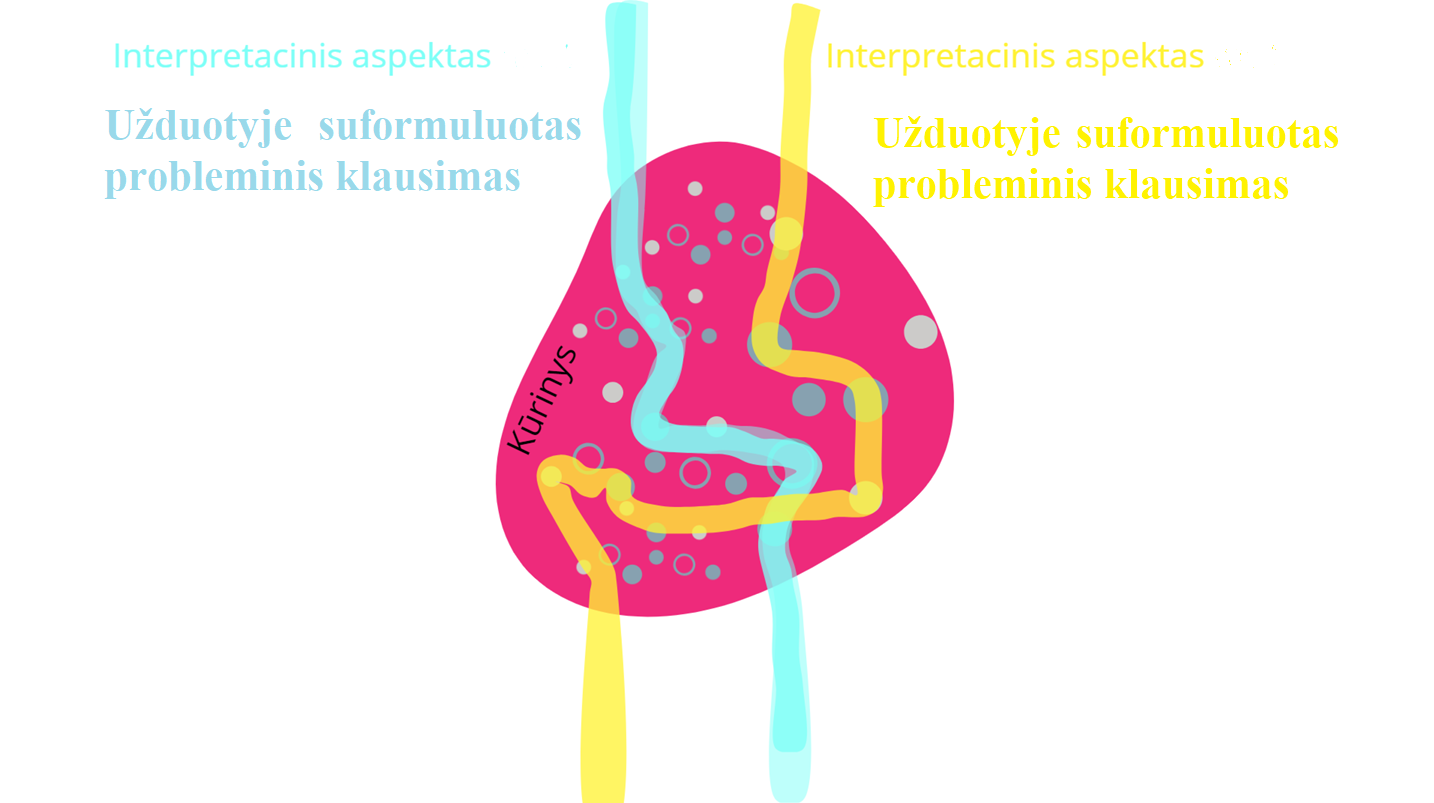 Interpretacinis aspektas
Užduotyje suformuluotas
probleminis klausimas
Interpretacinis aspektas
Užduotyje suformuluotas
probleminis klausimas
Kūrinys